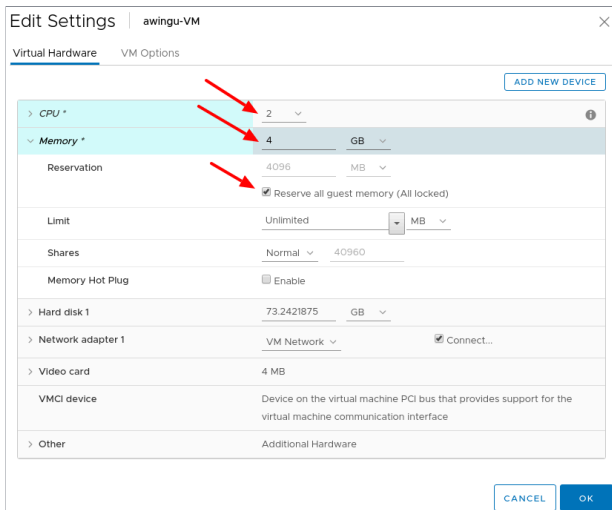 Edit Settings | awingu-VM
Virtual Hardware VM Options
ADD NEW DEVICE
CPU * 2
Memory * 4 GB
Reservation 4096 MB
Reserve all guest memory (All locked)
Limit Unlimited MB
Shares Normal 40960
Memory Hot Plug Enable
Hard disk 1 73.2421875 GB
Network adapter 1 VM Network Connect...
Video card 4 MB
VMCI device Device on the virtual machine PCI bus that provides support for the
virtual machine communication interface
Other Additional Hardware
CANCEL OK